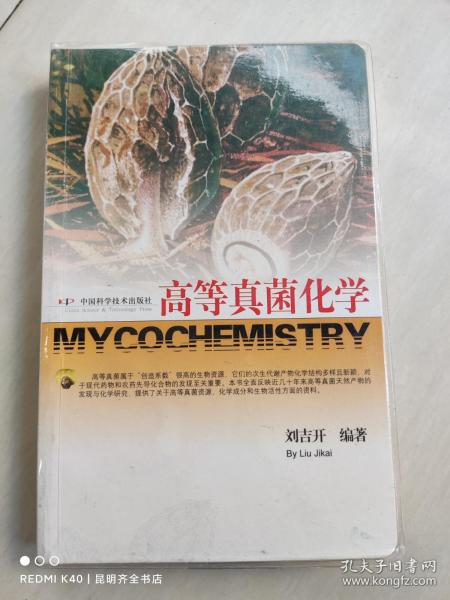 中国科学技术出版社
China Science & Technology Press
高等真菌化学
MYCOCHEMISTRY
高等真菌属于“创造系数”很高的生物资源,它们的次生代谢产物化学结构多样且新颖,对
于现代药物和农药先导化合物的发现至关重要。本书全面反映近几十年来高等真菌天然产物的
发现与化学研究,提供了关于高等真菌资源、化学成分和生物活性方面的资料。
刘吉开 编著
By Liu Jikai
REDMI K40 | 昆明齐全书店
孔夫子旧书网
www.kongfz.com